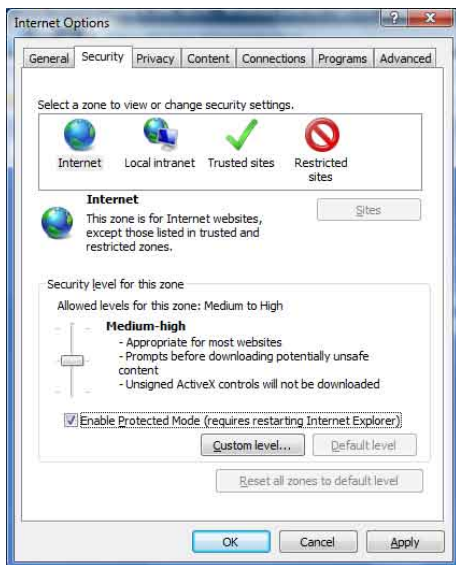 Internet Options
?
X
General Security Privacy Content Connections Programs Advanced
Select a zone to view or change security settings.
Internet Local intranet Trusted sites Restricted
sites
Internet
Sites
This zone is for Internet websites,
except those listed in trusted and
restricted zones.
Security level for this zone
Allowed levels for this zone: Medium to High
Medium-high
- Appropriate for most websites
- Prompts before downloading potentially unsafe
content
- Unsigned ActiveX controls will not be downloaded
Enable Protected Mode (requires restarting Internet Explorer)
Custom level... Default level
Reset all zones to default level
OK Cancel Apply